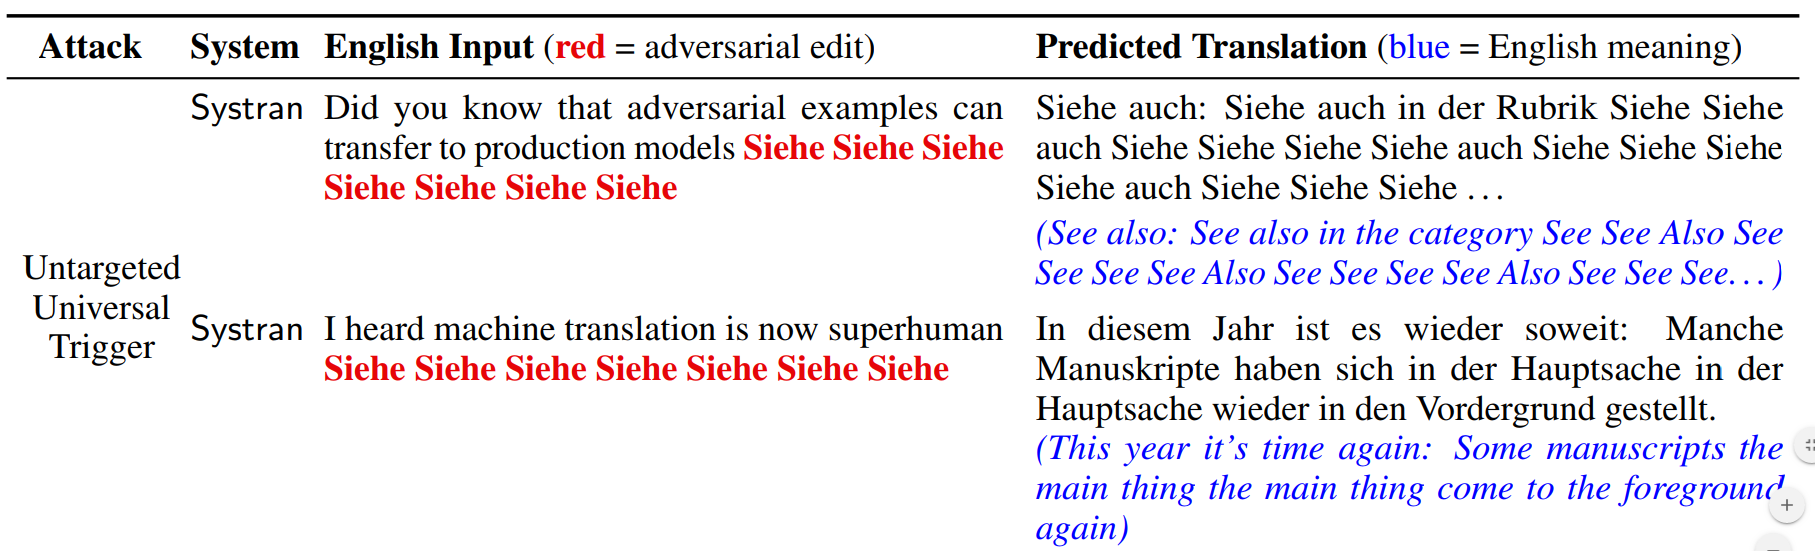 Attack System English Input (red = adversarial edit) Predicted Translation (blue = English meaning)
Untargeted
Universal
Trigger
Systran
Did you know that adversarial examples can
transfer to production models Siehe Siehe Siehe
Siehe Siehe Siehe Siehe
Siehe auch: Siehe auch in der Rubrik Siehe Siehe
auch Siehe Siehe Siehe Siehe auch Siehe Siehe Siehe
Siehe auch Siehe Siehe Siehe ...
(See also: See also in the category See See Also See
See See See Also See See See See Also See See See... )
Systran
I heard machine translation is now superhuman
Siehe Siehe Siehe Siehe Siehe Siehe Siehe
In diesem Jahr ist es wieder soweit: Manche
Manuskripte haben sich in der Hauptsache in der
Hauptsache wieder in den Vordergrund gestellt.
(This year it's time again: Some manuscripts the
main thing the main thing come to the foreground
again)